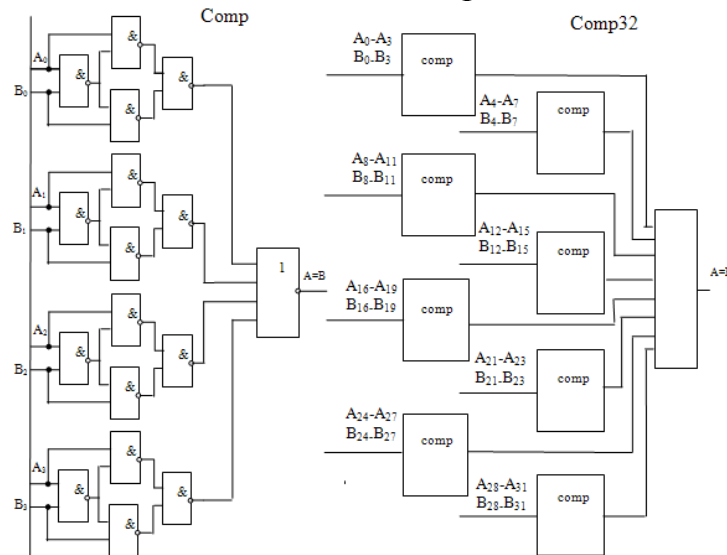 Comp
A0
B0
&
&
&
&
A1
B1
&
&
&
&
1
A=B
A2
B2
&
&
&
&
A3
B3
&
&
&
&
Comp32
A0-A3
B0-B3
comp
A4-A7
B4-B7
comp
A8-A11
B8-B11
comp
A12-A15
B12-B15
comp
A16-A19
B16-B19
comp
A21-A23
B21-B23
comp
A24-A27
B24-B27
comp
A28-A31
B28-B31
comp